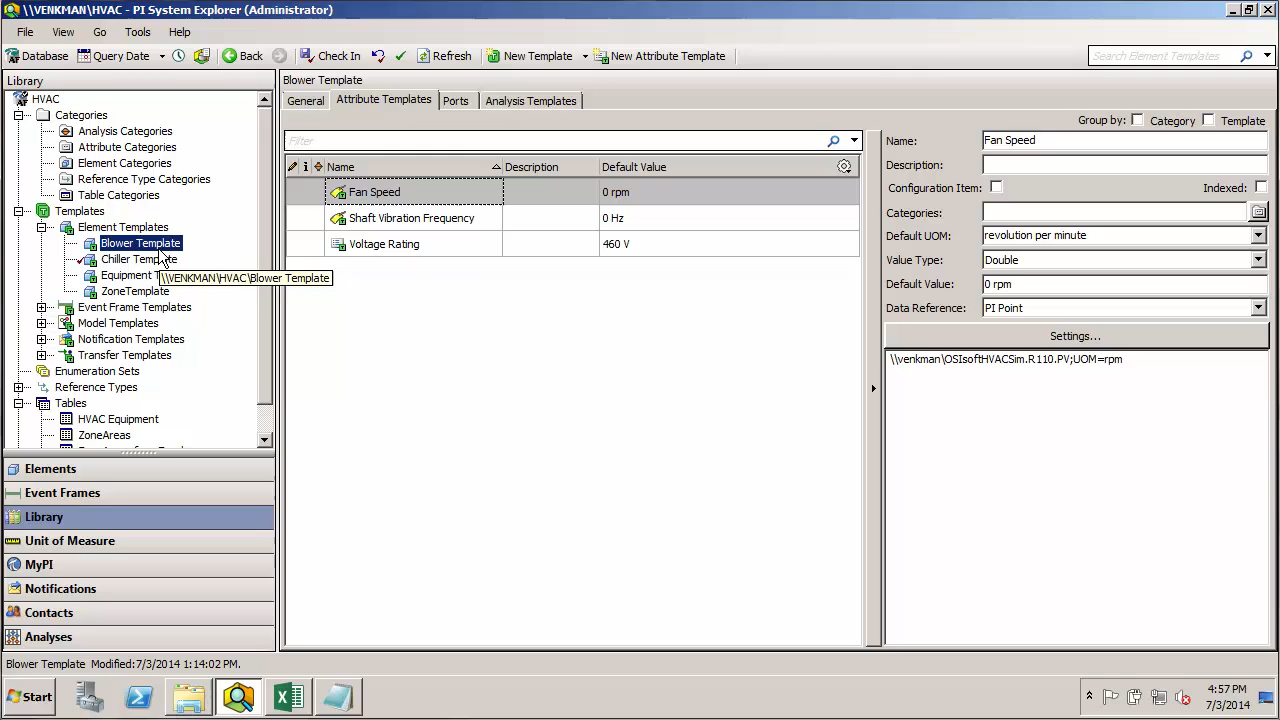 \\VENKMAN\HVAC - PI System Explorer (Administrator)
File View Go Tools Help
Database Query Date Back Check In Refresh New Template New Attribute Template Search Element Templates
Library
HVAC
Categories
Analysis Categories
Attribute Categories
Element Categories
Reference Type Categories
Table Categories
Templates
Element Templates
Blower Template
Chiller Template
Equipment T
ZoneTemplate
\\VENKMAN\HVAC\Blower Template
Event Frame Templates
Model Templates
Notification Templates
Transfer Templates
Enumeration Sets
Reference Types
Tables
HVAC Equipment
ZoneAreas
Elements
Event Frames
Library
Unit of Measure
MyPI
Notifications
Contacts
Analyses
Blower Template
General Attribute Templates Ports Analysis Templates
Filter
Name Description Default Value
Fan Speed 0 rpm
Shaft Vibration Frequency 0 Hz
Voltage Rating 460 V
Group by: Category Template
Name: Fan Speed
Description:
Configuration Item: Indexed:
Categories:
Default UOM: revolution per minute
Value Type: Double
Default Value: 0 rpm
Data Reference: PI Point
Settings...
\\venkman\OSIsoftHVACSim.R110.PV;UOM=rpm
Blower Template Modified:7/3/2014 1:14:02 PM.
Start
4:57 PM
7/3/2014